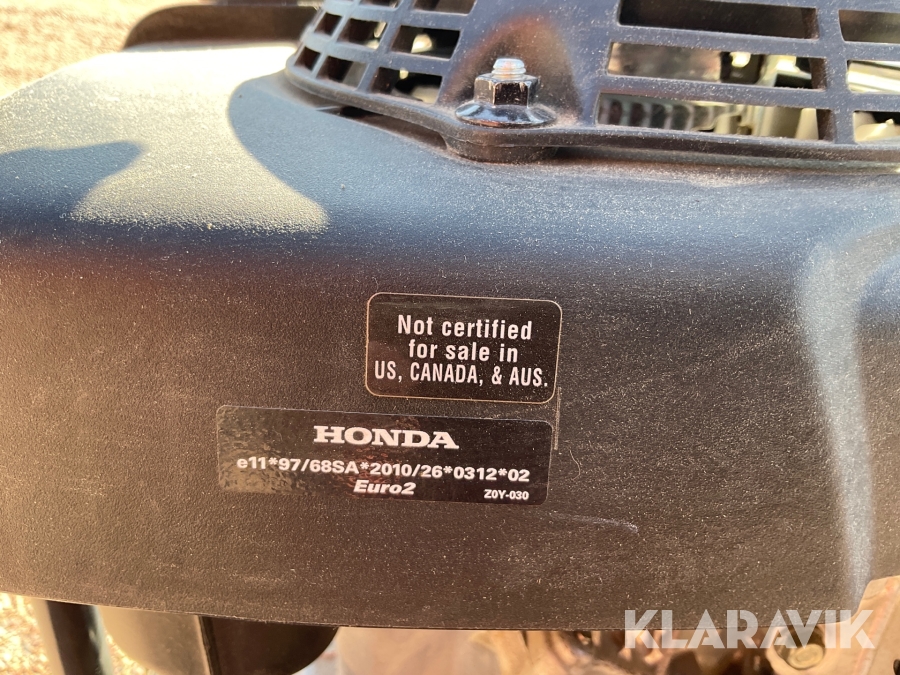 KLARAVIK
Not certified
for sale in
US, CANADA, & AUS.
HONDA
e11*97/68SA*2010/26*0312*02
Euro2 Z0Y-030
KLARAVIK